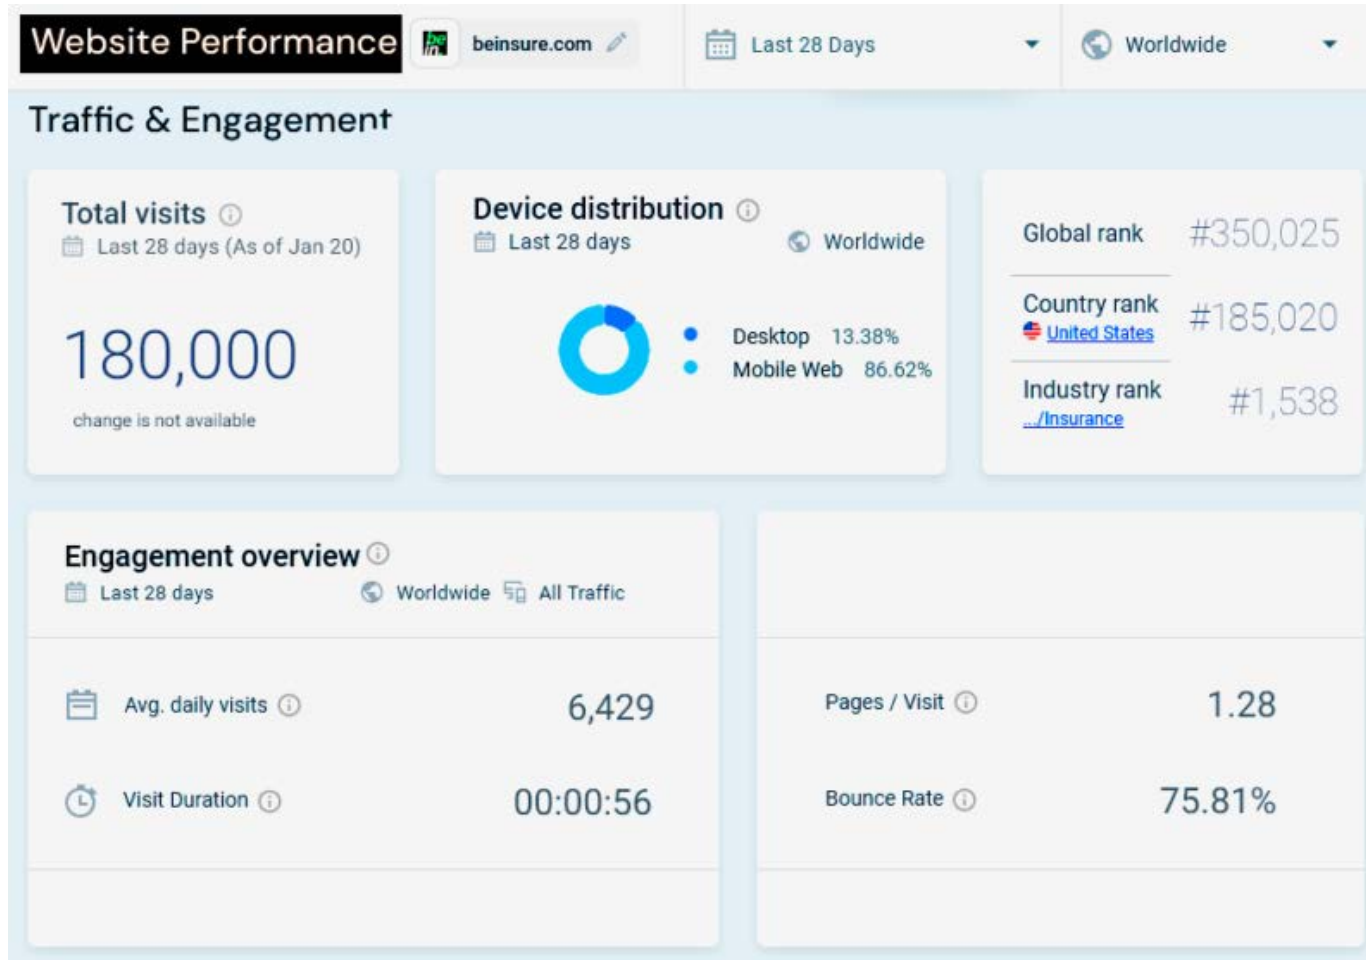 Website Performance beinsure.com Last 28 Days Worldwide
Traffic & Engagement
Total visits
Last 28 days (As of Jan 20)
180,000
change is not available
Device distribution
Last 28 days Worldwide
Desktop 13.38%
Mobile Web 86.62%
Global rank #350,025
Country rank #185,020
United States
Industry rank #1,538
.../Insurance
Engagement overview
Last 28 days Worldwide All Traffic
Avg. daily visits 6,429
Visit Duration 00:00:56
Pages / Visit 1.28
Bounce Rate 75.81%